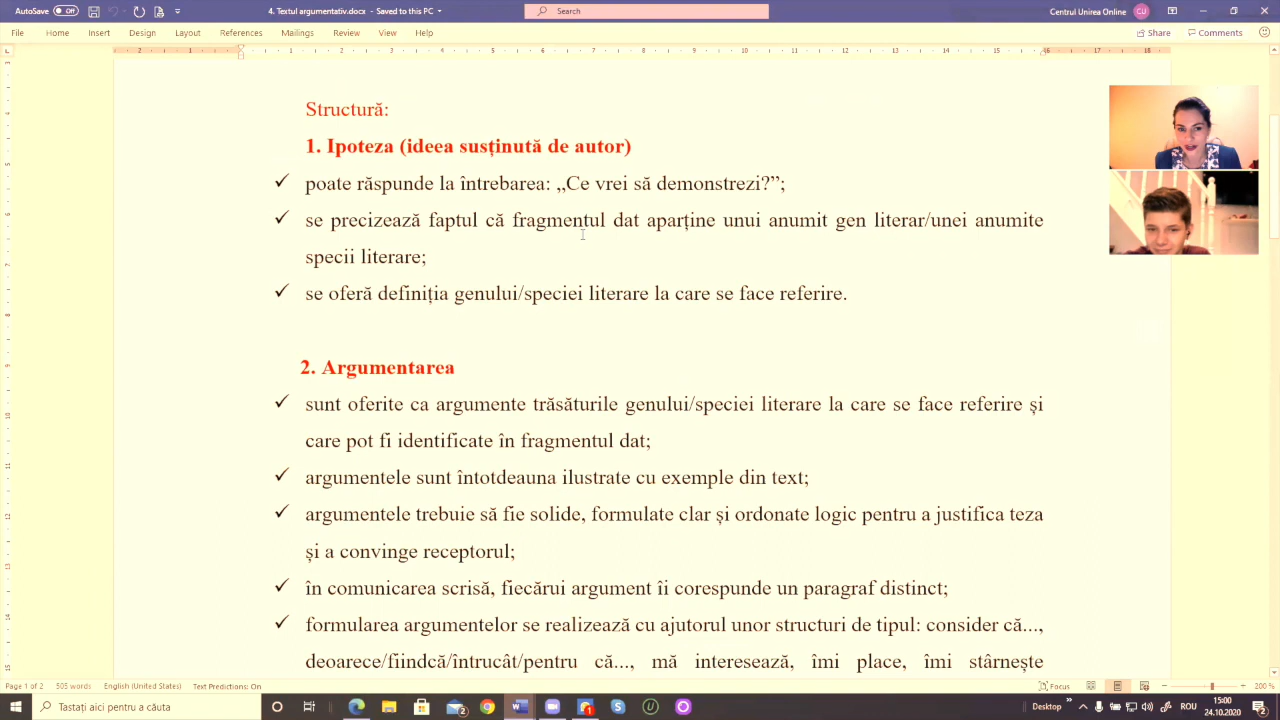 AutoSave
Off
4. Textul argumentativ.docx - Word
Search
Centrul Unirea Online
CU
File Home Insert Design Layout References Mailings Review View Help
Share Comments
Structură:
1. Ipoteza (ideea susținută de autor)
✓ poate răspunde la întrebarea: „Ce vrei să demonstrezi?”;
✓ se precizează faptul că fragmentul dat aparține unui anumit gen literar/unei anumite
specii literare;
✓ se oferă definiția genului/speciei literare la care se face referire.
2. Argumentarea
✓ sunt oferite ca argumente trăsăturile genului/speciei literare la care se face referire și
care pot fi identificate în fragmentul dat;
✓ argumentele sunt întotdeauna ilustrate cu exemple din text;
✓ argumentele trebuie să fie solide, formulate clar și ordonate logic pentru a justifica teza
și a convinge receptorul;
✓ în comunicarea scrisă, fiecărui argument îi corespunde un paragraf distinct;
✓ formularea argumentelor se realizează cu ajutorul unor structuri de tipul: consider că...,
deoarece/fiindcă/întrucât/pentru că..., mă interesează, îmi place, îmi stârnește
Page 1 of 2 505 words English (United States) Text Predictions: On
Focus
200 %
Tastați aici pentru a căuta
15:00
24.10.2020